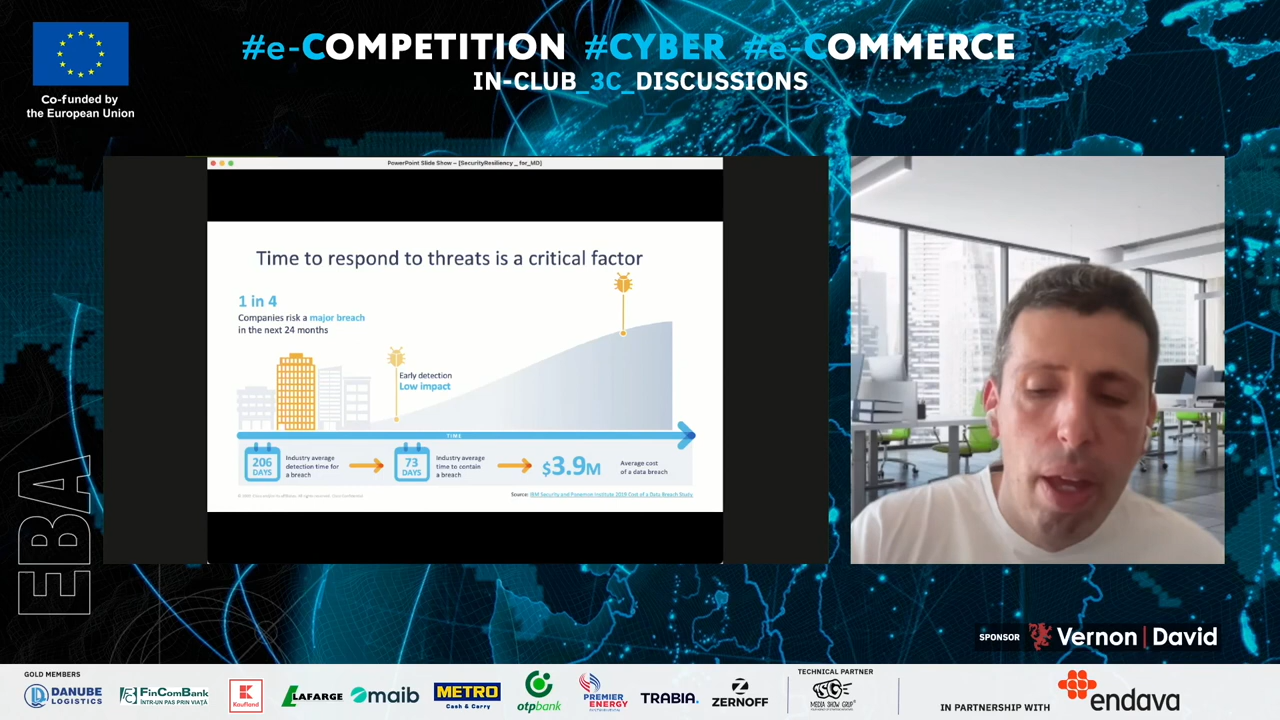 #e-COMPETITION #CYBER #e-COMMERCE
IN-CLUB_3C_DISCUSSIONS
Co-funded by
the European Union
PowerPoint Slide Show – [SecurityResiliency _ for_MD]
Time to respond to threats is a critical factor
1 in 4
Companies risk a major breach
in the next 24 months
Early detection
Low impact
TIME
206
DAYS
Industry average
detection time for
a breach
73
DAYS
Industry average
time to contain
a breach
$3.9M
Average cost
of a data breach
Source: IBM Security and Ponemon Institute 2019 Cost of a Data Breach Study
EBA
SPONSOR
Vernon | David
GOLD MEMBERS
DANUBE
LOGISTICS
FinComBank
ÎNTR-UN PAS PRIN VIAȚĂ
Kaufland
LAFARGE
maib
METRO
Cash & Carry
otpbank
PREMIER
ENERGY
TRABIA.
ZERNOFF
TECHNICAL PARTNER
MEDIA SHOW GRUP
IN PARTNERSHIP WITH
endava